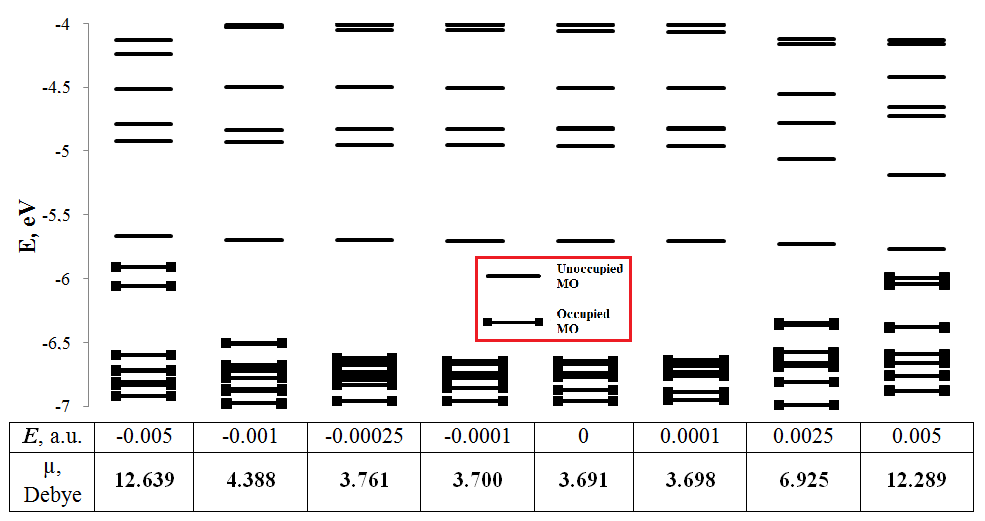 -4
-4.5
-5
-5.5
-6
-6.5
-7
E, eV
Unoccupied
MO
Occupied
MO
E, a.u. -0.005 -0.001 -0.00025 -0.0001 0 0.0001 0.0025 0.005
μ,
Debye 12.639 4.388 3.761 3.700 3.691 3.698 6.925 12.289